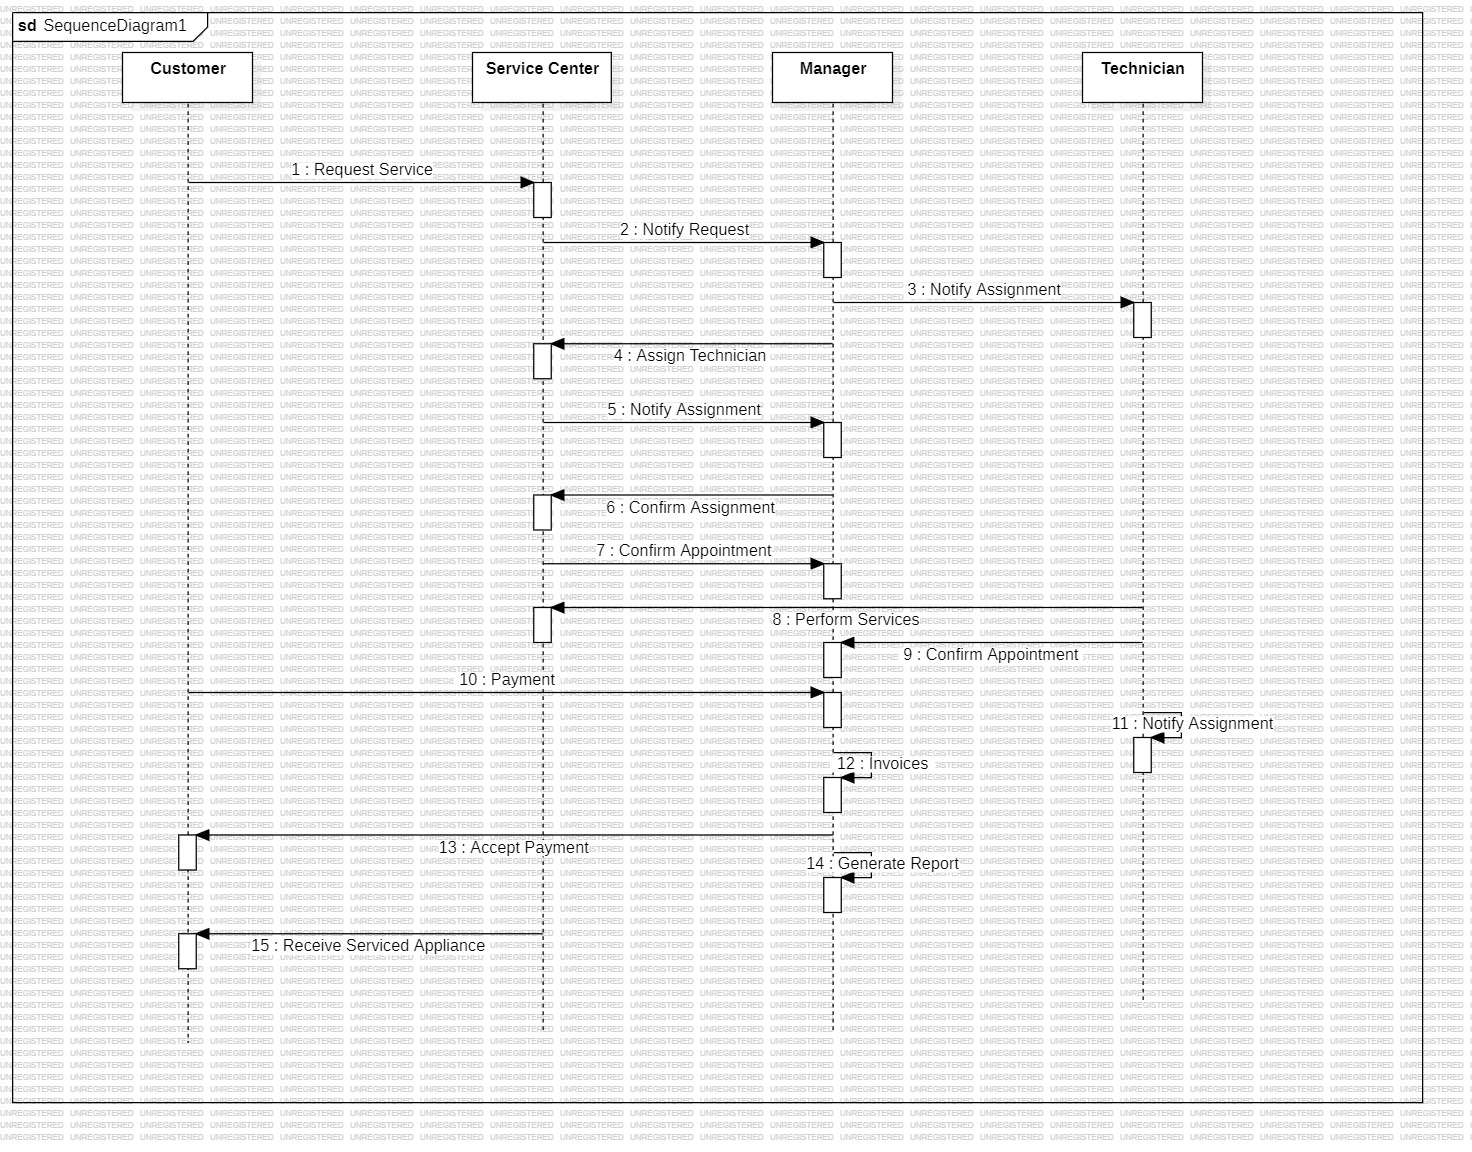 sd SequenceDiagram1
Customer
Service Center
Manager
Technician
1 : Request Service
2 : Notify Request
3 : Notify Assignment
4 : Assign Technician
5 : Notify Assignment
6 : Confirm Assignment
7 : Confirm Appointment
8 : Perform Services
9 : Confirm Appointment
10 : Payment
11 : Notify Assignment
12 : Invoices
13 : Accept Payment
14 : Generate Report
15 : Receive Serviced Appliance
UNREGISTERED